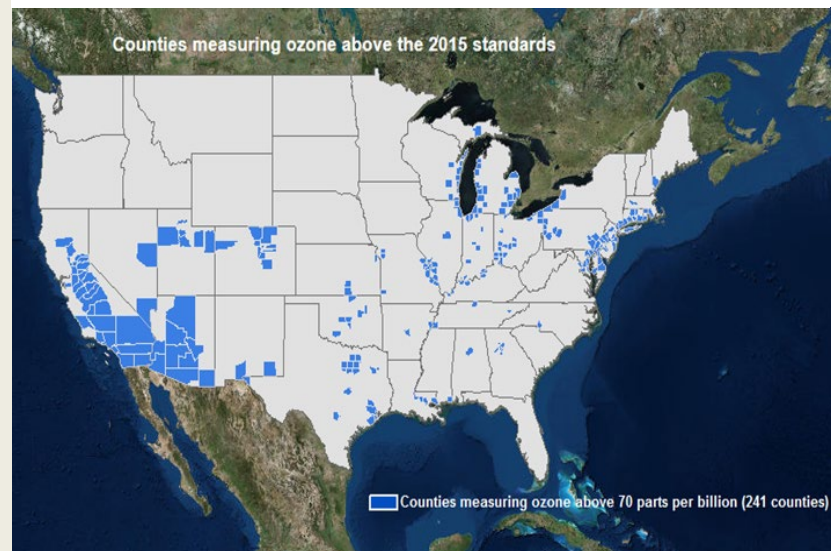 Counties measuring ozone above the 2015 standards
Counties measuring ozone above 70 parts per billion (241 counties)